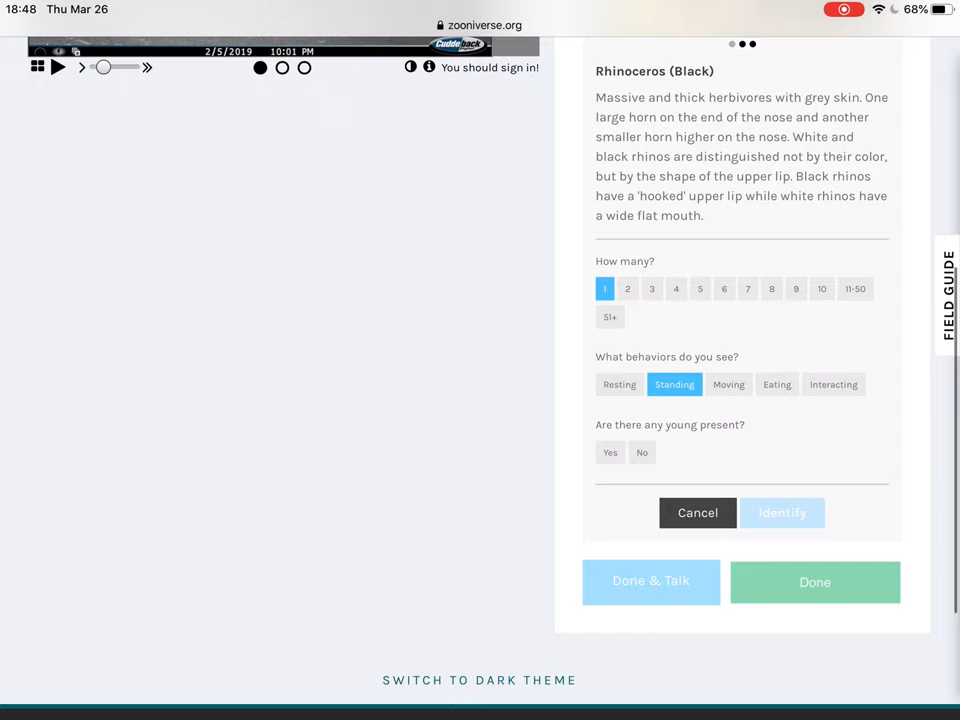 18:48 Thu Mar 26
68%
zooniverse.org
2/5/2019 10:01 PM
Cuddeback
You should sign in!
Rhinoceros (Black)
Massive and thick herbivores with grey skin. One
large horn on the end of the nose and another
smaller horn higher on the nose. White and
black rhinos are distinguished not by their color,
but by the shape of the upper lip. Black rhinos
have a 'hooked' upper lip while white rhinos have
a wide flat mouth.
How many?
1 2 3 4 5 6 7 8 9 10 11-50
51+
What behaviors do you see?
Resting Standing Moving Eating Interacting
Are there any young present?
Yes No
Cancel Identify
Done & Talk Done
FIELD GUIDE
SWITCH TO DARK THEME